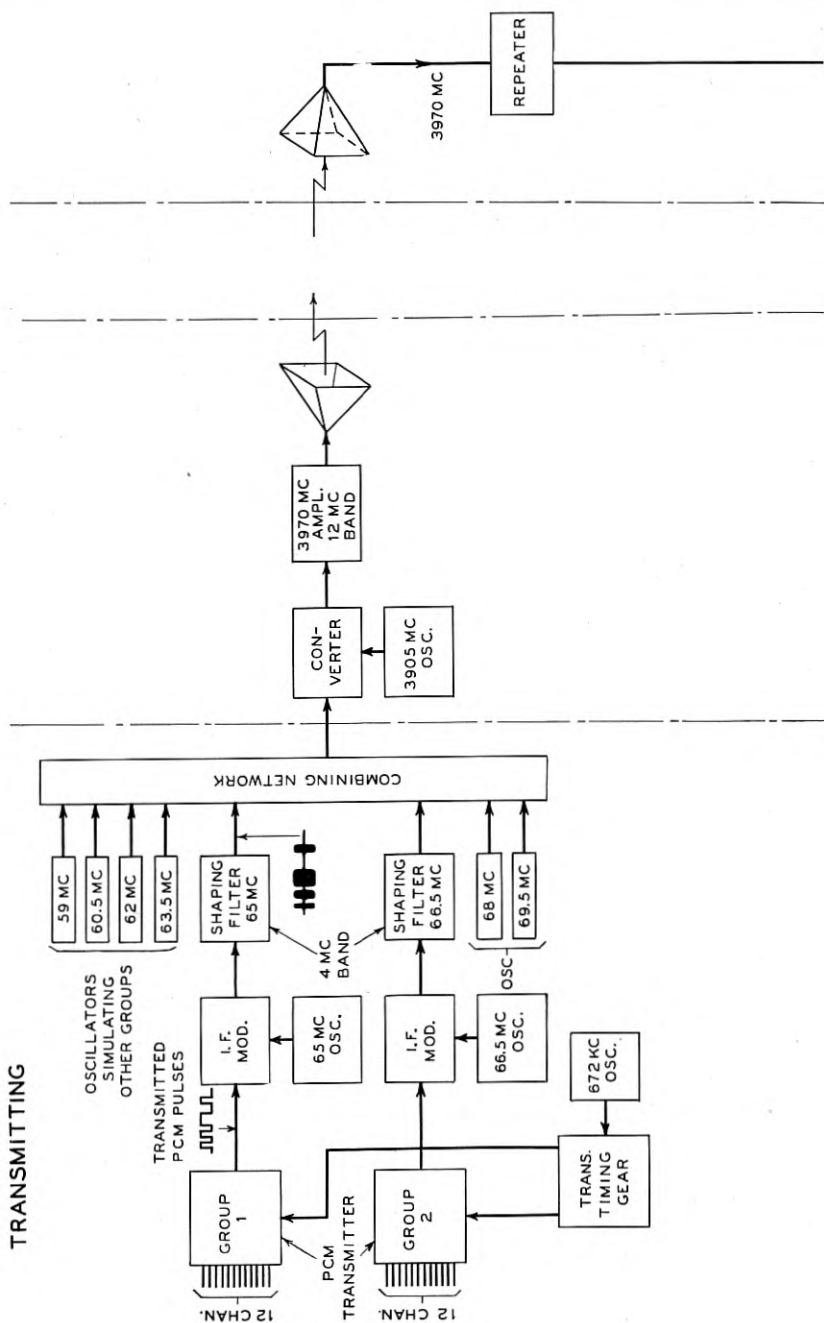 TRANSMITTING
OSCILLATORS
SIMULATING
OTHER GROUPS
59 MC
60.5 MC
62 MC
63.5 MC
12 CHAN.
GROUP
1
TRANSMITTED
PCM PULSES
I.F.
MOD.
65 MC
OSC.
SHAPING
FILTER
65 MC
4 MC
BAND
PCM
TRANSMITTER
12 CHAN.
GROUP
2
I.F.
MOD.
66.5 MC
OSC.
SHAPING
FILTER
66.5 MC
OSC
68 MC
69.5 MC
TRANS.
TIMING
GEAR
672 KC
OSC.
COMBINING NETWORK
CON-
VERTER
3905 MC
OSC.
3970 MC
AMPL.
12 MC
BAND
3970 MC
REPEATER